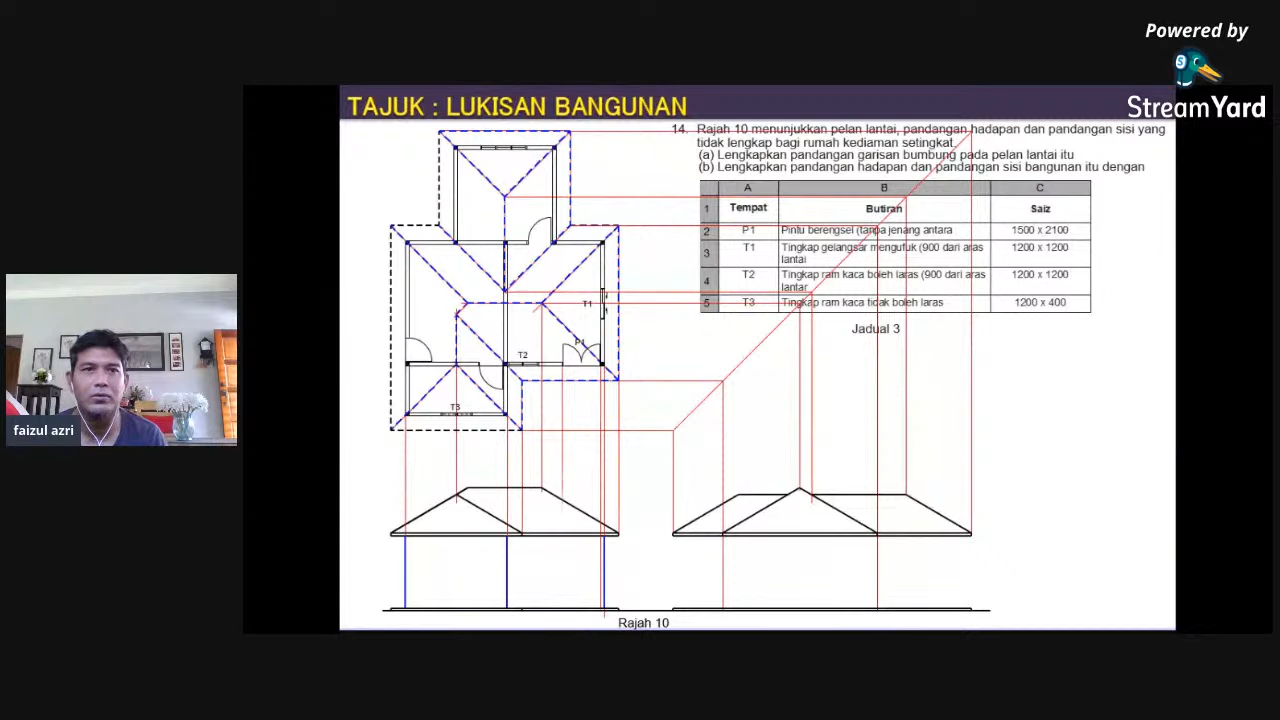 Powered by
StreamYard
TAJUK : LUKISAN BANGUNAN
14. Rajah 10 menunjukkan pelan lantai, pandangan hadapan dan pandangan sisi yang
tidak lengkap bagi rumah kediaman setingkat.
(a) Lengkapkan pandangan garisan bumbung pada pelan lantai itu
(b) Lengkapkan pandangan hadapan dan pandangan sisi bangunan itu dengan
A B C
1 Tempat Butiran Saiz
2 P1 Pintu berengsel (tanpa jenang antara 1500 x 2100
3 T1 Tingkap gelangsar mengufuk (900 dari aras 1200 x 1200
lantai
4 T2 Tingkap ram kaca boleh laras (900 dari aras 1200 x 1200
lantar
5 T3 Tingkap ram kaca tidak boleh laras 1200 x 400
Jadual 3
T1
P1
T2
T3
faizul azri
Rajah 10